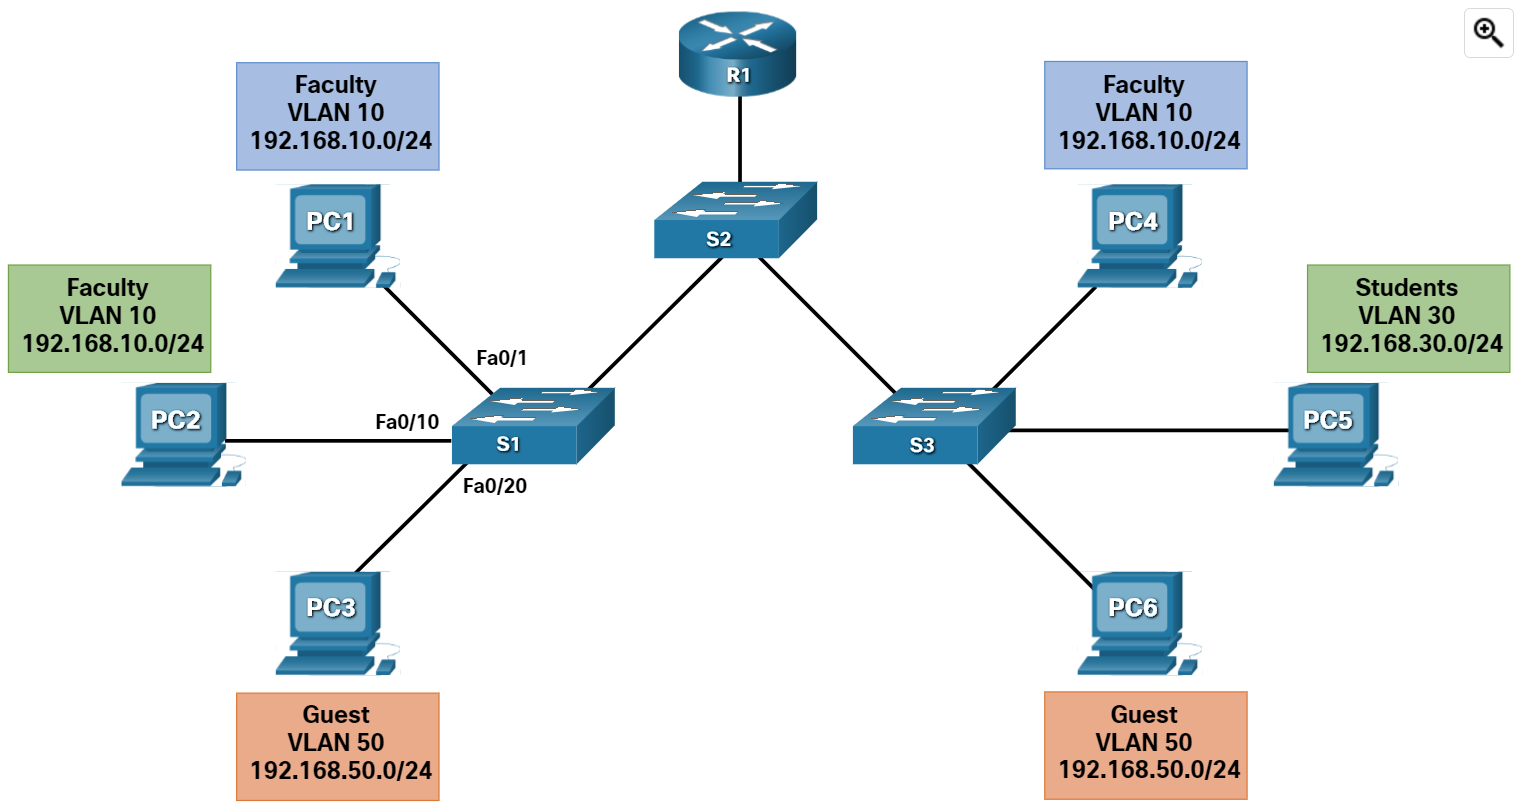 R1
Faculty
VLAN 10
192.168.10.0/24
Faculty
VLAN 10
192.168.10.0/24
PC1
S2
PC4
Faculty
VLAN 10
192.168.10.0/24
Students
VLAN 30
192.168.30.0/24
Fa0/1
PC2
Fa0/10
S1
S3
PC5
Fa0/20
PC3
PC6
Guest
VLAN 50
192.168.50.0/24
Guest
VLAN 50
192.168.50.0/24